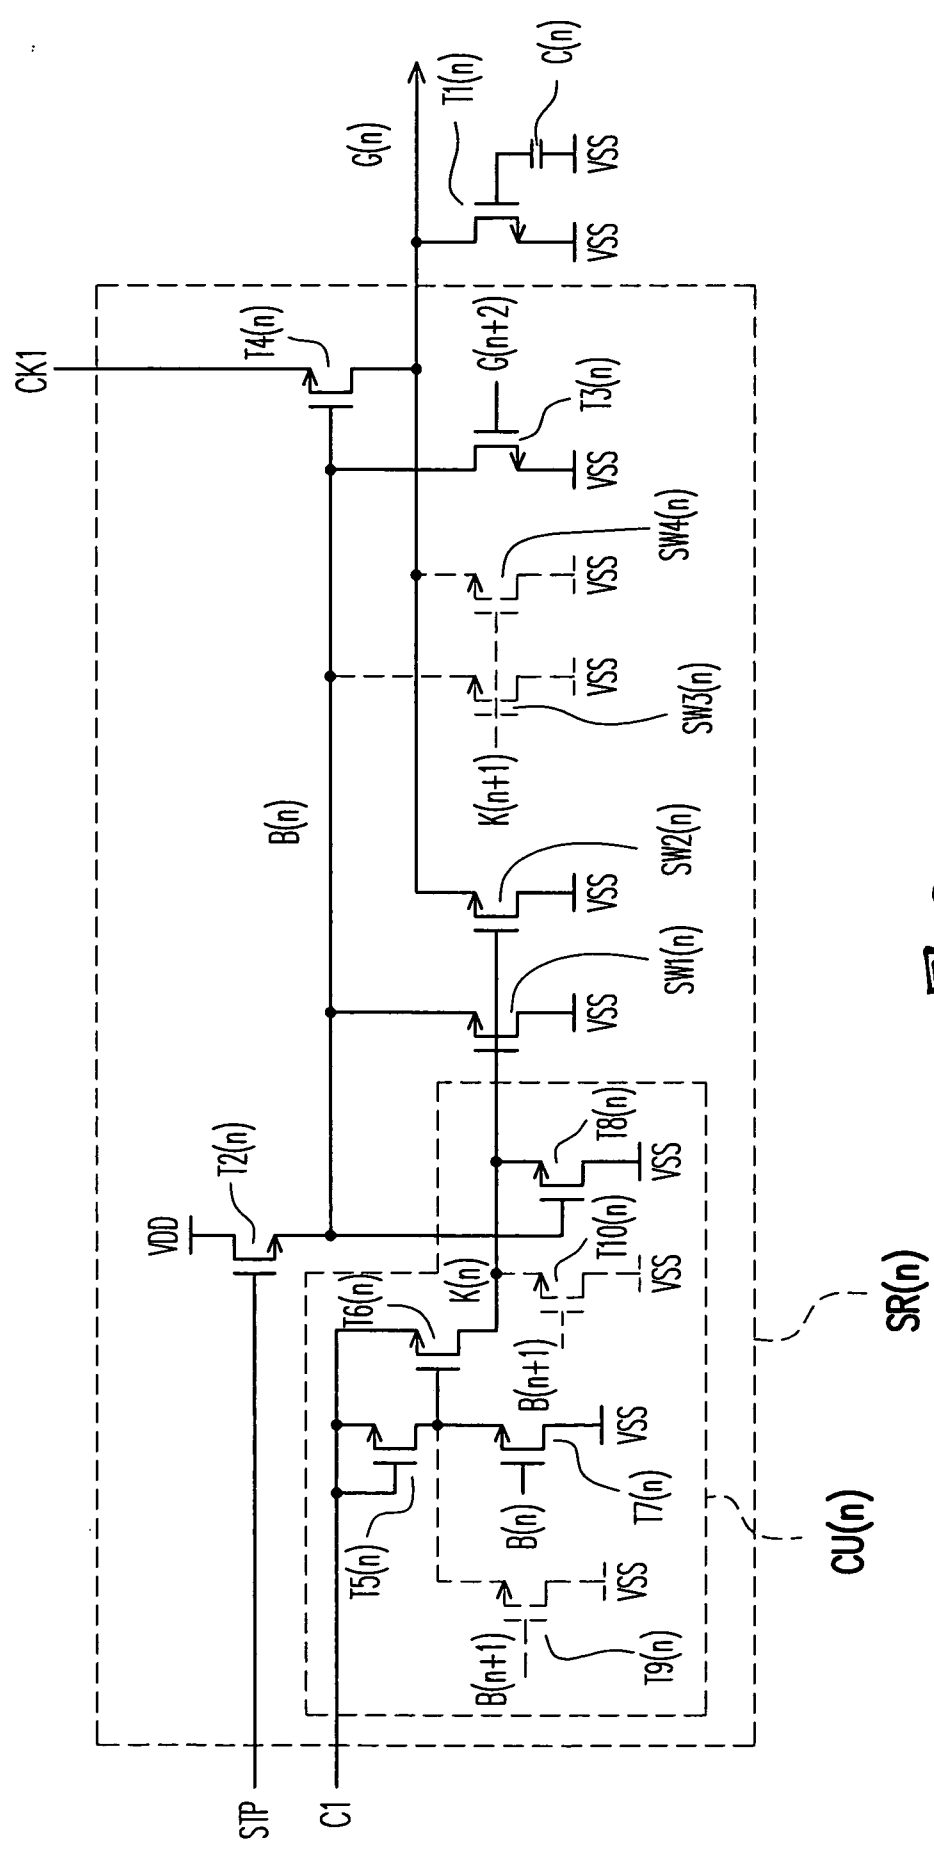 CK1
G(n)
T1(n)
C(n)
VSS
VSS
T4(n)
G(n+2)
T3(n)
VSS
SW4(n)
VSS
SW3(n)
VSS
K(n+1)
B(n)
SW2(n)
VSS
SW1(n)
VSS
VDD
T2(n)
T8(n)
VSS
K(n)
T10(n)
VSS
B(n+1)
T6(n)
T5(n)
B(n)
T7(n)
VSS
B(n+1)
T9(n)
VSS
STP
C1
SR(n)
CU(n)